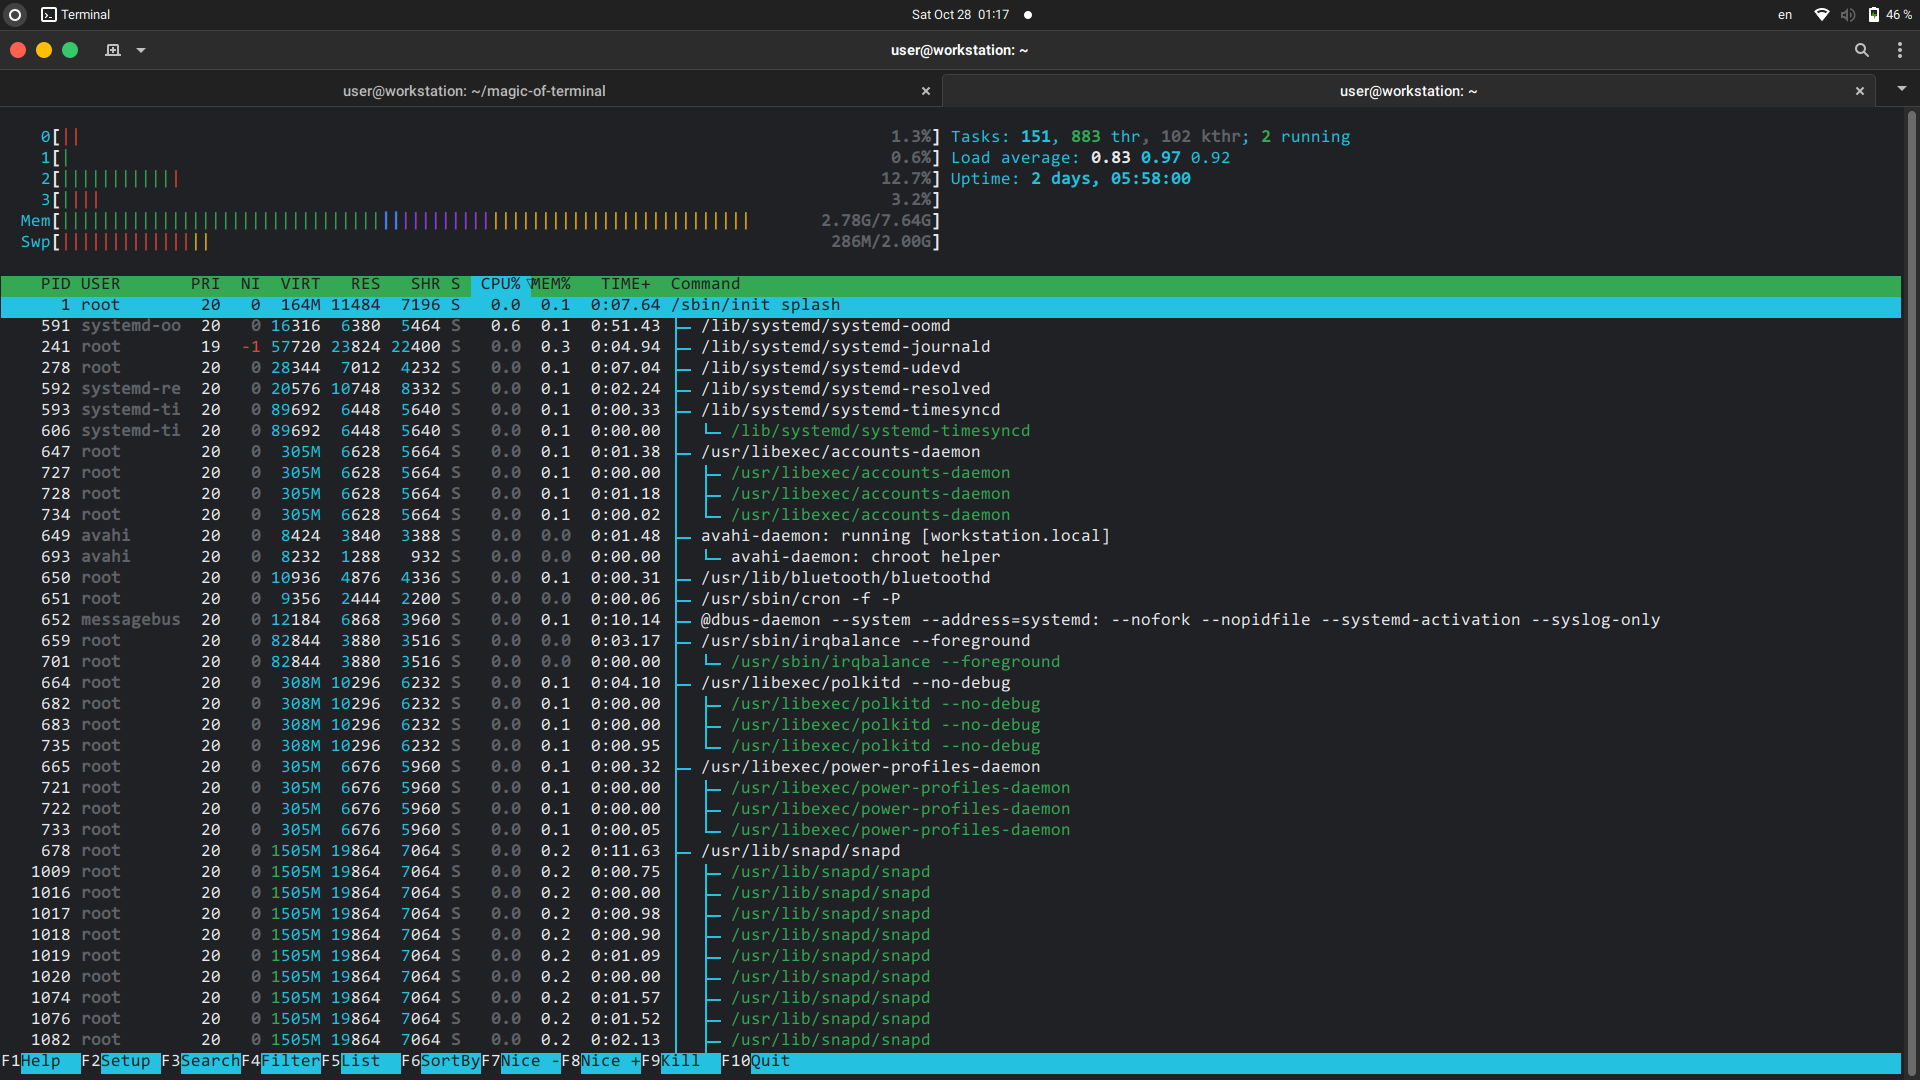 Terminal Sat Oct 28 01:17 en 46 %
user@workstation: ~
user@workstation: ~/magic-of-terminal × user@workstation: ~ ×
0[|| 1.3%] Tasks: 151, 883 thr, 102 kthr; 2 running
1[| 0.6%] Load average: 0.83 0.97 0.92
2[|||||||||||| 12.7%] Uptime: 2 days, 05:58:00
3[|||| 3.2%]
Mem[||||||||||||||||||||||||||||||||||||||||||||||||||||||||||||||||||||| 2.78G/7.64G]
Swp[||||||||||||||| 286M/2.00G]
PID USER PRI NI VIRT RES SHR S CPU%▽MEM% TIME+ Command
1 root 20 0 164M 11484 7196 S 0.0 0.1 0:07.64 /sbin/init splash
591 systemd-oo 20 0 16316 6380 5464 S 0.6 0.1 0:51.43 /lib/systemd/systemd-oomd
241 root 19 -1 57720 23824 22400 S 0.0 0.3 0:04.94 /lib/systemd/systemd-journald
278 root 20 0 28344 7012 4232 S 0.0 0.1 0:07.04 /lib/systemd/systemd-udevd
592 systemd-re 20 0 20576 10748 8332 S 0.0 0.1 0:02.24 /lib/systemd/systemd-resolved
593 systemd-ti 20 0 89692 6448 5640 S 0.0 0.1 0:00.33 /lib/systemd/systemd-timesyncd
606 systemd-ti 20 0 89692 6448 5640 S 0.0 0.1 0:00.00 /lib/systemd/systemd-timesyncd
647 root 20 0 305M 6628 5664 S 0.0 0.1 0:01.38 /usr/libexec/accounts-daemon
727 root 20 0 305M 6628 5664 S 0.0 0.1 0:00.00 /usr/libexec/accounts-daemon
728 root 20 0 305M 6628 5664 S 0.0 0.1 0:01.18 /usr/libexec/accounts-daemon
734 root 20 0 305M 6628 5664 S 0.0 0.1 0:00.02 /usr/libexec/accounts-daemon
649 avahi 20 0 8424 3840 3388 S 0.0 0.0 0:01.48 avahi-daemon: running [workstation.local]
693 avahi 20 0 8232 1288 932 S 0.0 0.0 0:00.00 avahi-daemon: chroot helper
650 root 20 0 10936 4876 4336 S 0.0 0.1 0:00.31 /usr/lib/bluetooth/bluetoothd
651 root 20 0 9356 2444 2200 S 0.0 0.0 0:00.06 /usr/sbin/cron -f -P
652 messagebus 20 0 12184 6868 3960 S 0.0 0.1 0:10.14 @dbus-daemon --system --address=systemd: --nofork --nopidfile --systemd-activation --syslog-only
659 root 20 0 82844 3880 3516 S 0.0 0.0 0:03.17 /usr/sbin/irqbalance --foreground
701 root 20 0 82844 3880 3516 S 0.0 0.0 0:00.00 /usr/sbin/irqbalance --foreground
664 root 20 0 308M 10296 6232 S 0.0 0.1 0:04.10 /usr/libexec/polkitd --no-debug
682 root 20 0 308M 10296 6232 S 0.0 0.1 0:00.00 /usr/libexec/polkitd --no-debug
683 root 20 0 308M 10296 6232 S 0.0 0.1 0:00.00 /usr/libexec/polkitd --no-debug
735 root 20 0 308M 10296 6232 S 0.0 0.1 0:00.95 /usr/libexec/polkitd --no-debug
665 root 20 0 305M 6676 5960 S 0.0 0.1 0:00.32 /usr/libexec/power-profiles-daemon
721 root 20 0 305M 6676 5960 S 0.0 0.1 0:00.00 /usr/libexec/power-profiles-daemon
722 root 20 0 305M 6676 5960 S 0.0 0.1 0:00.00 /usr/libexec/power-profiles-daemon
733 root 20 0 305M 6676 5960 S 0.0 0.1 0:00.05 /usr/libexec/power-profiles-daemon
678 root 20 0 1505M 19864 7064 S 0.0 0.2 0:11.63 /usr/lib/snapd/snapd
1009 root 20 0 1505M 19864 7064 S 0.0 0.2 0:00.75 /usr/lib/snapd/snapd
1016 root 20 0 1505M 19864 7064 S 0.0 0.2 0:00.00 /usr/lib/snapd/snapd
1017 root 20 0 1505M 19864 7064 S 0.0 0.2 0:00.98 /usr/lib/snapd/snapd
1018 root 20 0 1505M 19864 7064 S 0.0 0.2 0:00.90 /usr/lib/snapd/snapd
1019 root 20 0 1505M 19864 7064 S 0.0 0.2 0:01.09 /usr/lib/snapd/snapd
1020 root 20 0 1505M 19864 7064 S 0.0 0.2 0:00.00 /usr/lib/snapd/snapd
1074 root 20 0 1505M 19864 7064 S 0.0 0.2 0:01.57 /usr/lib/snapd/snapd
1076 root 20 0 1505M 19864 7064 S 0.0 0.2 0:01.52 /usr/lib/snapd/snapd
1082 root 20 0 1505M 19864 7064 S 0.0 0.2 0:02.13 /usr/lib/snapd/snapd
F1Help F2Setup F3SearchF4FilterF5List F6SortByF7Nice -F8Nice +F9Kill F10Quit